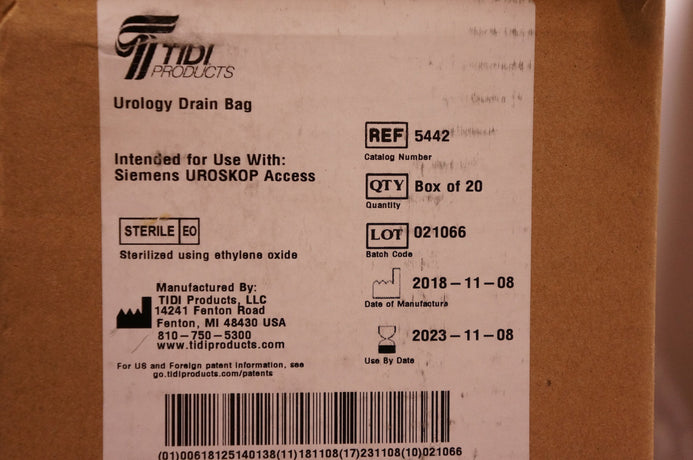 TIDI
PRODUCTS
Urology Drain Bag
Intended for Use With:
Siemens UROSKOP Access
REF 5442
Catalog Number
QTY Box of 20
Quantity
STERILE EO
Sterilized using ethylene oxide
LOT 021066
Batch Code
Manufactured By:
TIDI Products, LLC
14241 Fenton Road
Fenton, MI 48430 USA
810-750-5300
www.tidiproducts.com
2018-11-08
Date of Manufacture
2023-11-08
Use By Date
For US and Foreign patent information, see
go.tidiproducts.com/patents
(01)00618125140138(11)181108(17)231108(10)021066